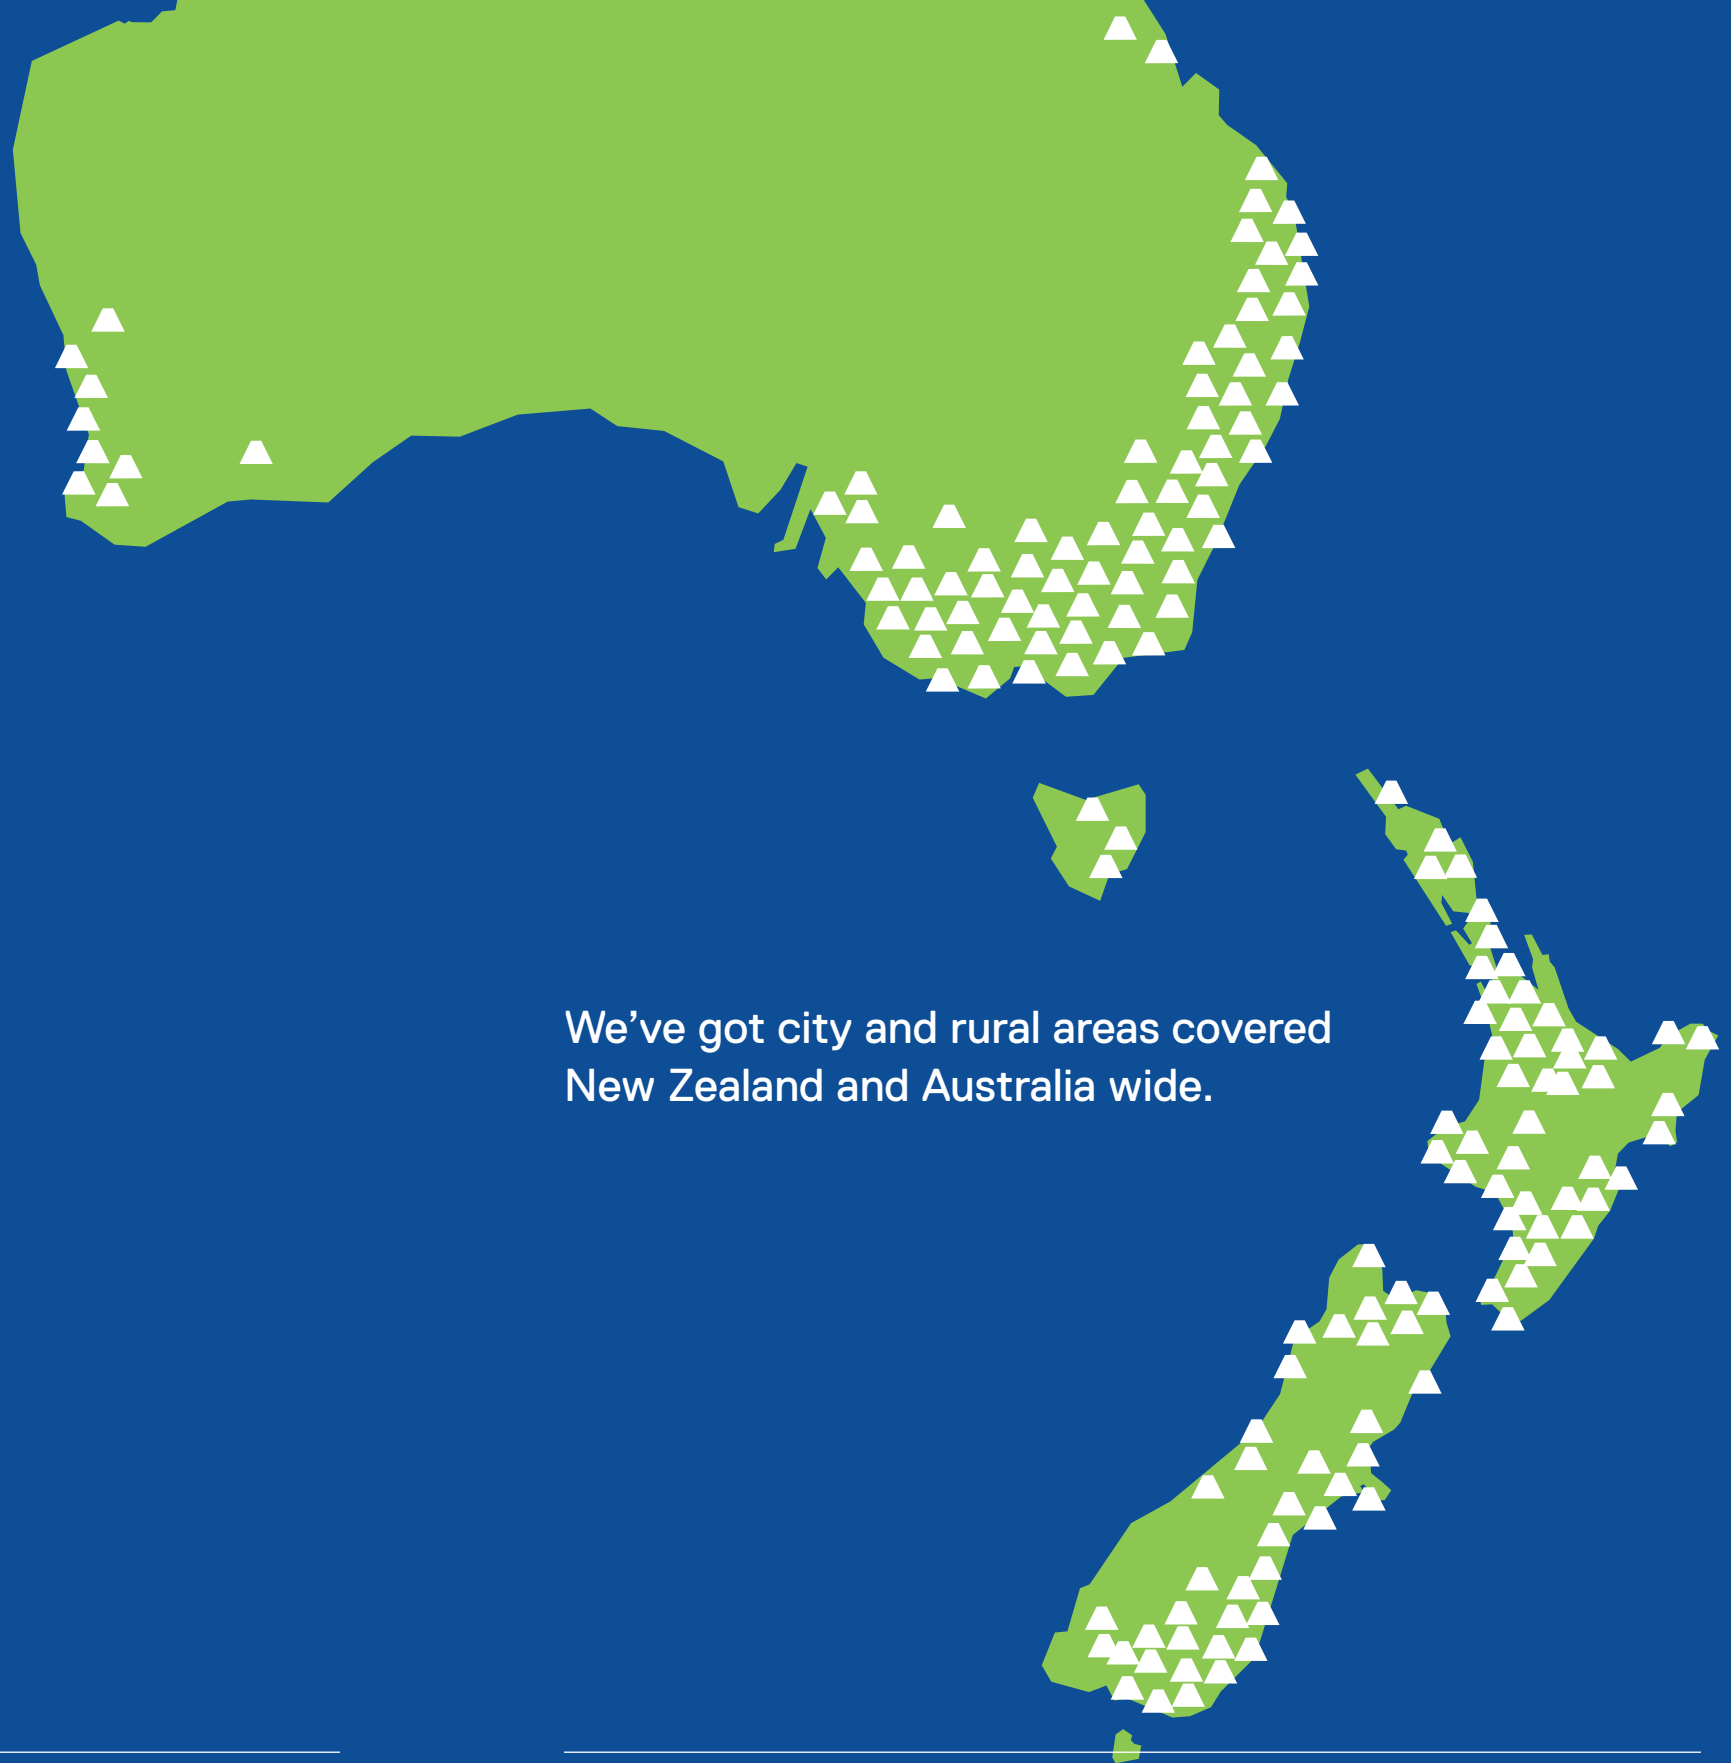 We’ve got city and rural areas covered
New Zealand and Australia wide.